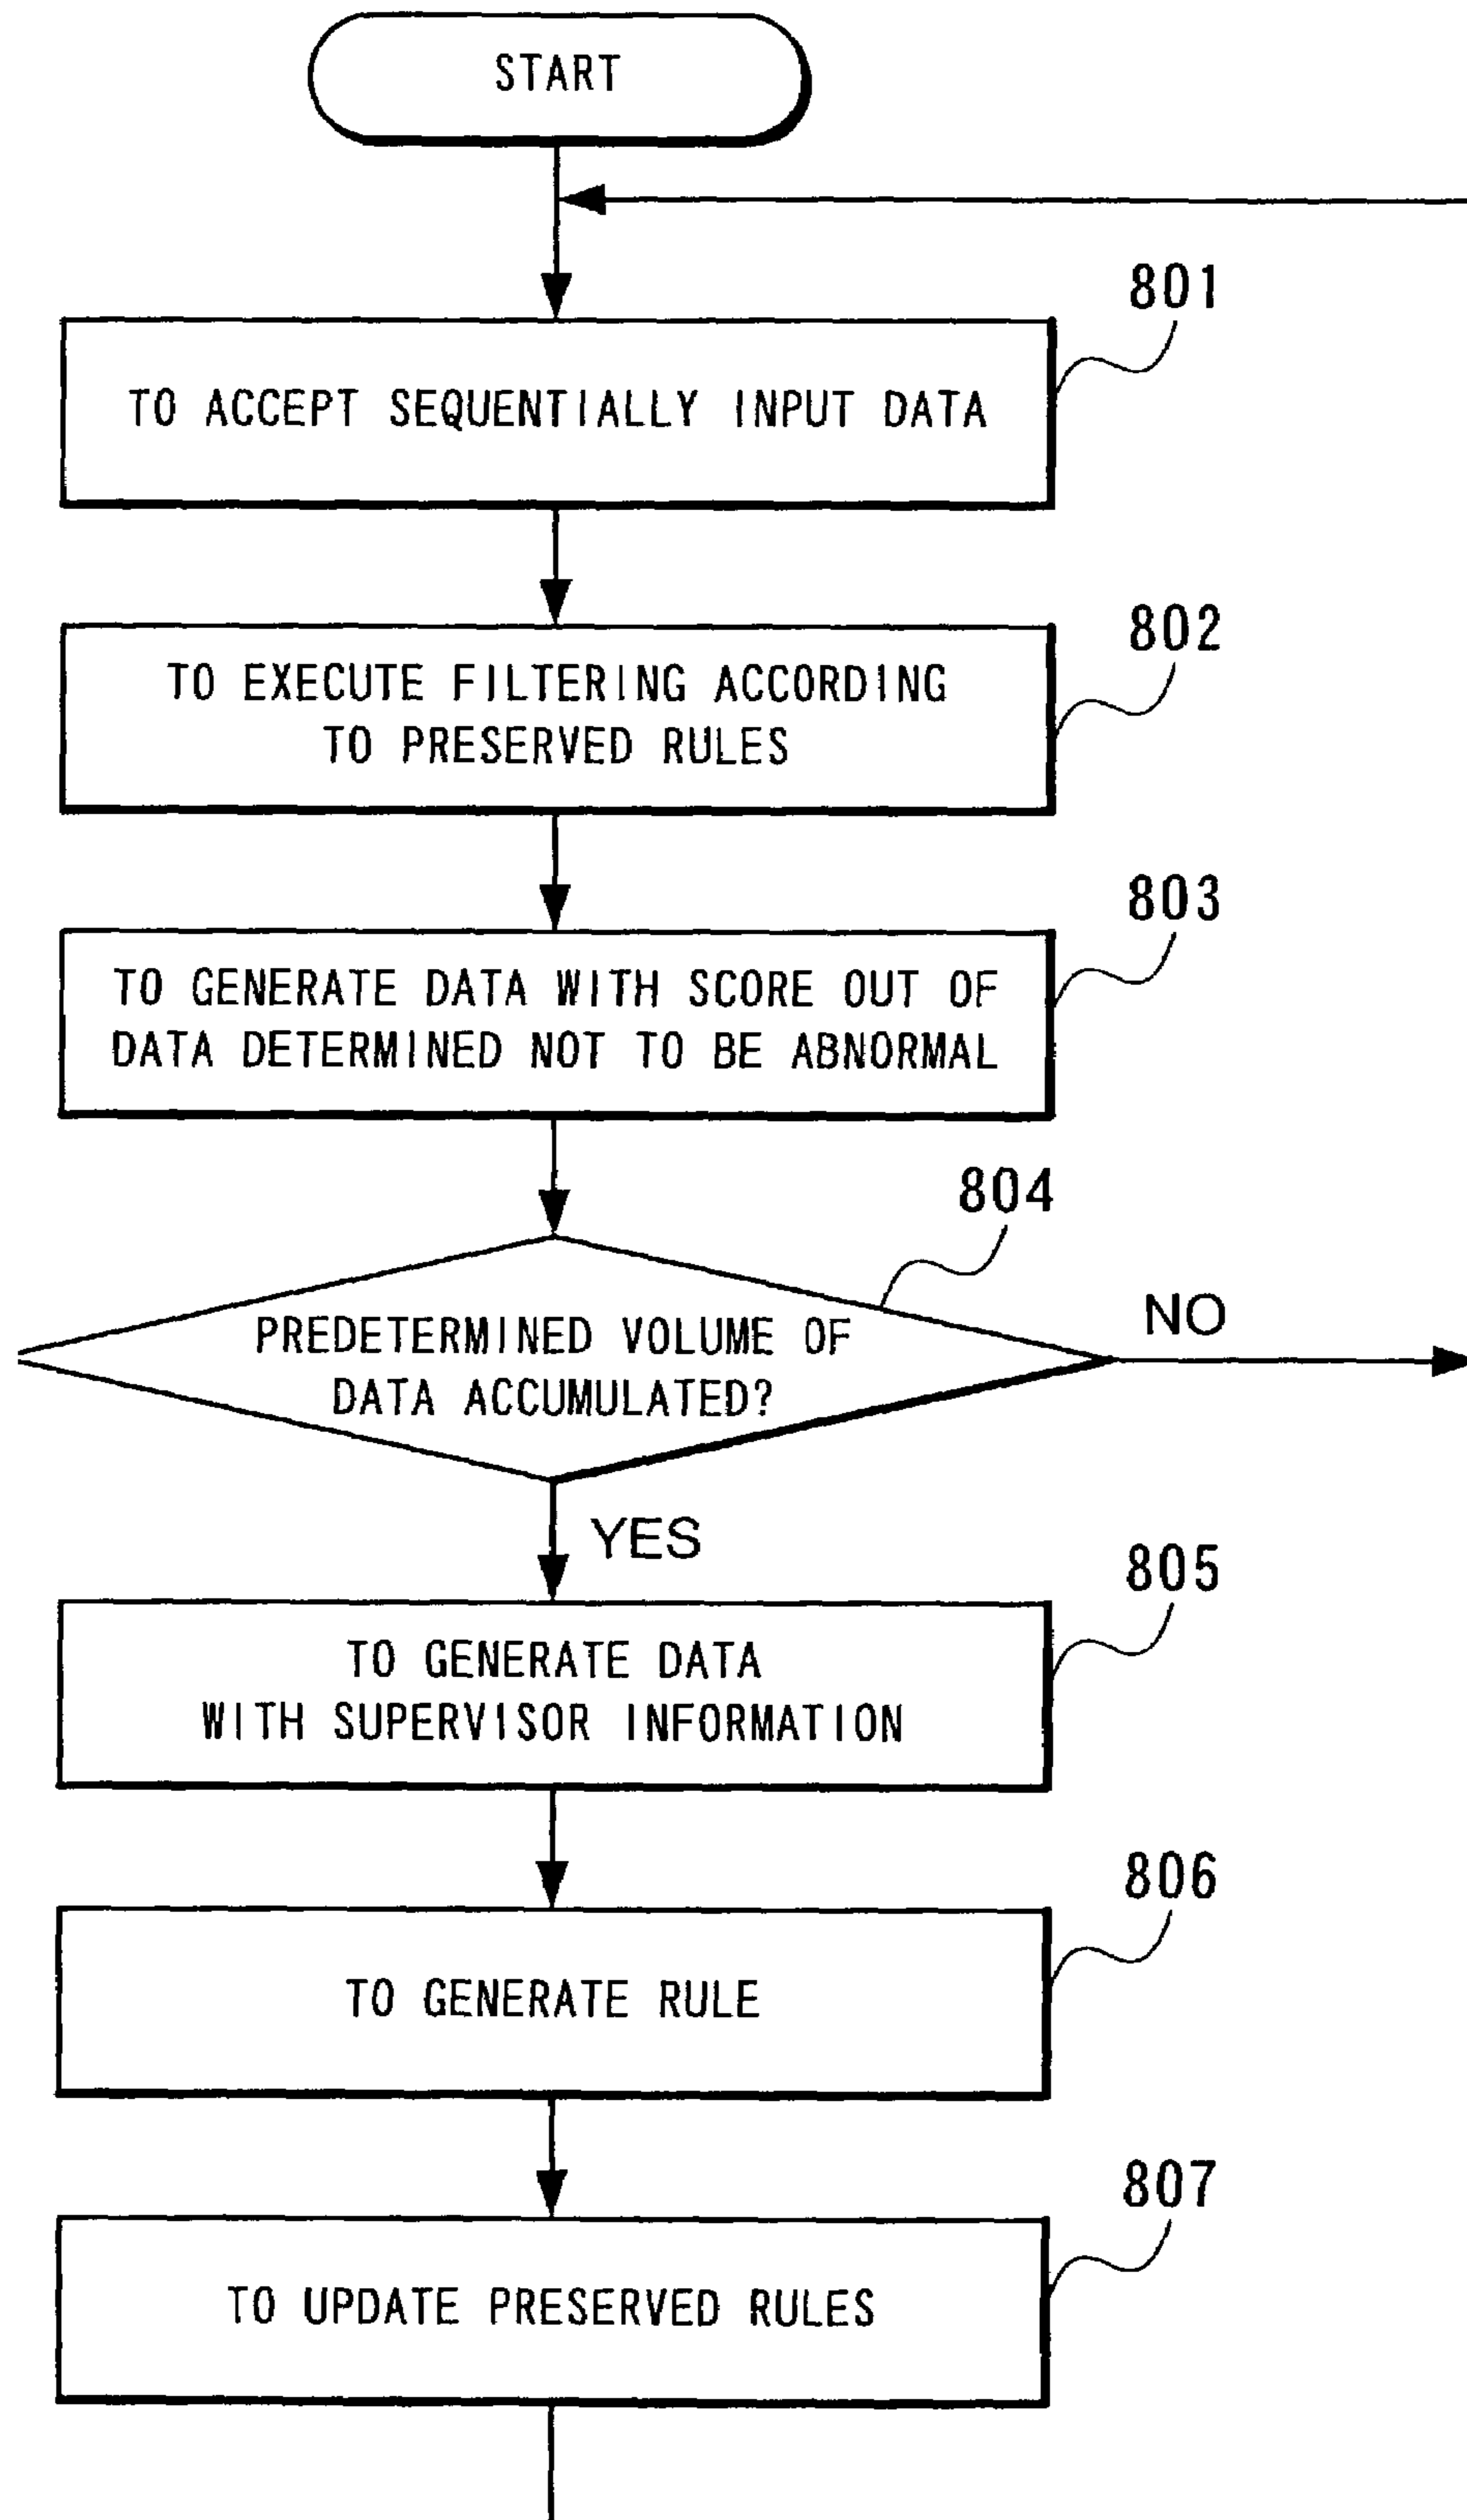 START
801
TO ACCEPT SEQUENTIALLY INPUT DATA
802
TO EXECUTE FILTERING ACCORDING
TO PRESERVED RULES
803
TO GENERATE DATA WITH SCORE OUT OF
DATA DETERMINED NOT TO BE ABNORMAL
804
PREDETERMINED VOLUME OF
DATA ACCUMULATED?
NO
YES
805
TO GENERATE DATA
WITH SUPERVISOR INFORMATION
806
TO GENERATE RULE
807
TO UPDATE PRESERVED RULES